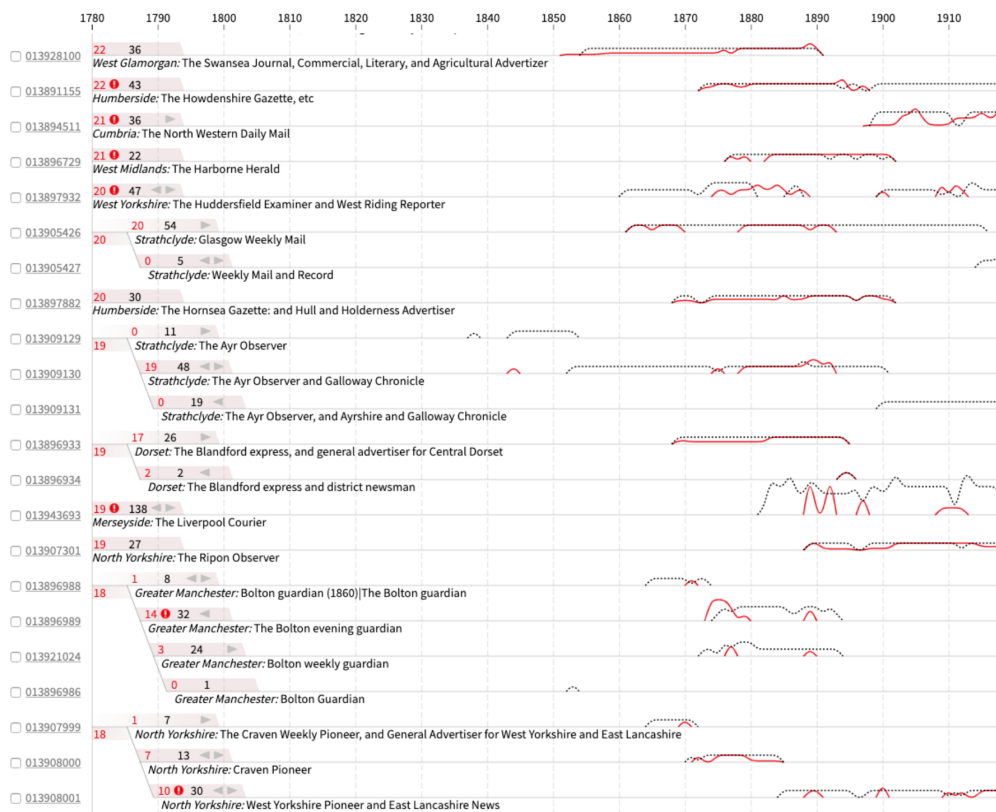 1780 1790 1800 1810 1820 1830 1840 1850 1860 1870 1880 1890 1900 1910
013928100 22 36
West Glamorgan: The Swansea Journal, Commercial, Literary, and Agricultural Advertizer
013891155 22 43
Humberside: The Howdenshire Gazette, etc
013894511 21 36
Cumbria: The North Western Daily Mail
013896729 21 22
West Midlands: The Harborne Herald
013897932 20 47
West Yorkshire: The Huddersfield Examiner and West Riding Reporter
013905426 20 54
20 Strathclyde: Glasgow Weekly Mail
013905427 0 5
Strathclyde: Weekly Mail and Record
013897882 20 30
Humberside: The Hornsea Gazette: and Hull and Holderness Advertiser
013909129 0 11
19 Strathclyde: The Ayr Observer
013909130 19 48
Strathclyde: The Ayr Observer and Galloway Chronicle
013909131 0 19
Strathclyde: The Ayr Observer, and Ayrshire and Galloway Chronicle
013896933 17 26
19 Dorset: The Blandford express, and general advertiser for Central Dorset
013896934 2 2
Dorset: The Blandford express and district newsman
013943693 19 138
Merseyside: The Liverpool Courier
013907301 19 27
North Yorkshire: The Ripon Observer
013896988 1 8
18 Greater Manchester: Bolton guardian (1860)|The Bolton guardian
013896989 14 32
Greater Manchester: The Bolton evening guardian
013921024 3 24
Greater Manchester: Bolton weekly guardian
013896986 0 1
Greater Manchester: Bolton Guardian
013907999 1 7
18 North Yorkshire: The Craven Weekly Pioneer, and General Advertiser for West Yorkshire and East Lancashire
013908000 7 13
North Yorkshire: Craven Pioneer
013908001 10 30
North Yorkshire: West Yorkshire Pioneer and East Lancashire News